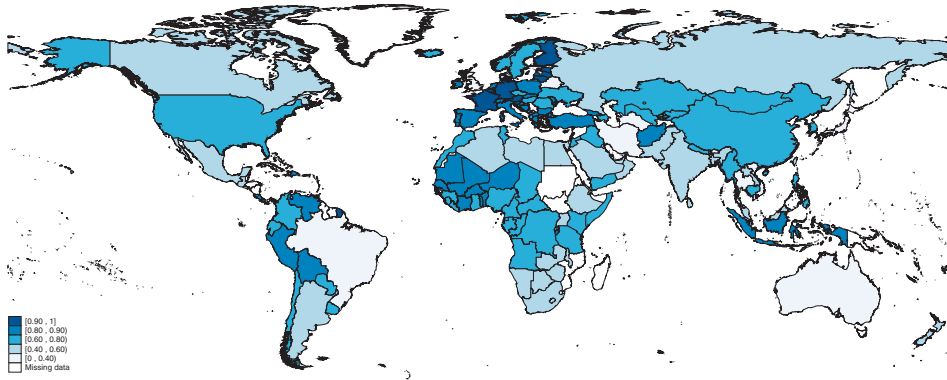 [0.90 , 1]
[0.80 , 0.90)
[0.60 , 0.80)
[0.40 , 0.60)
[0 , 0.40)
Missing data